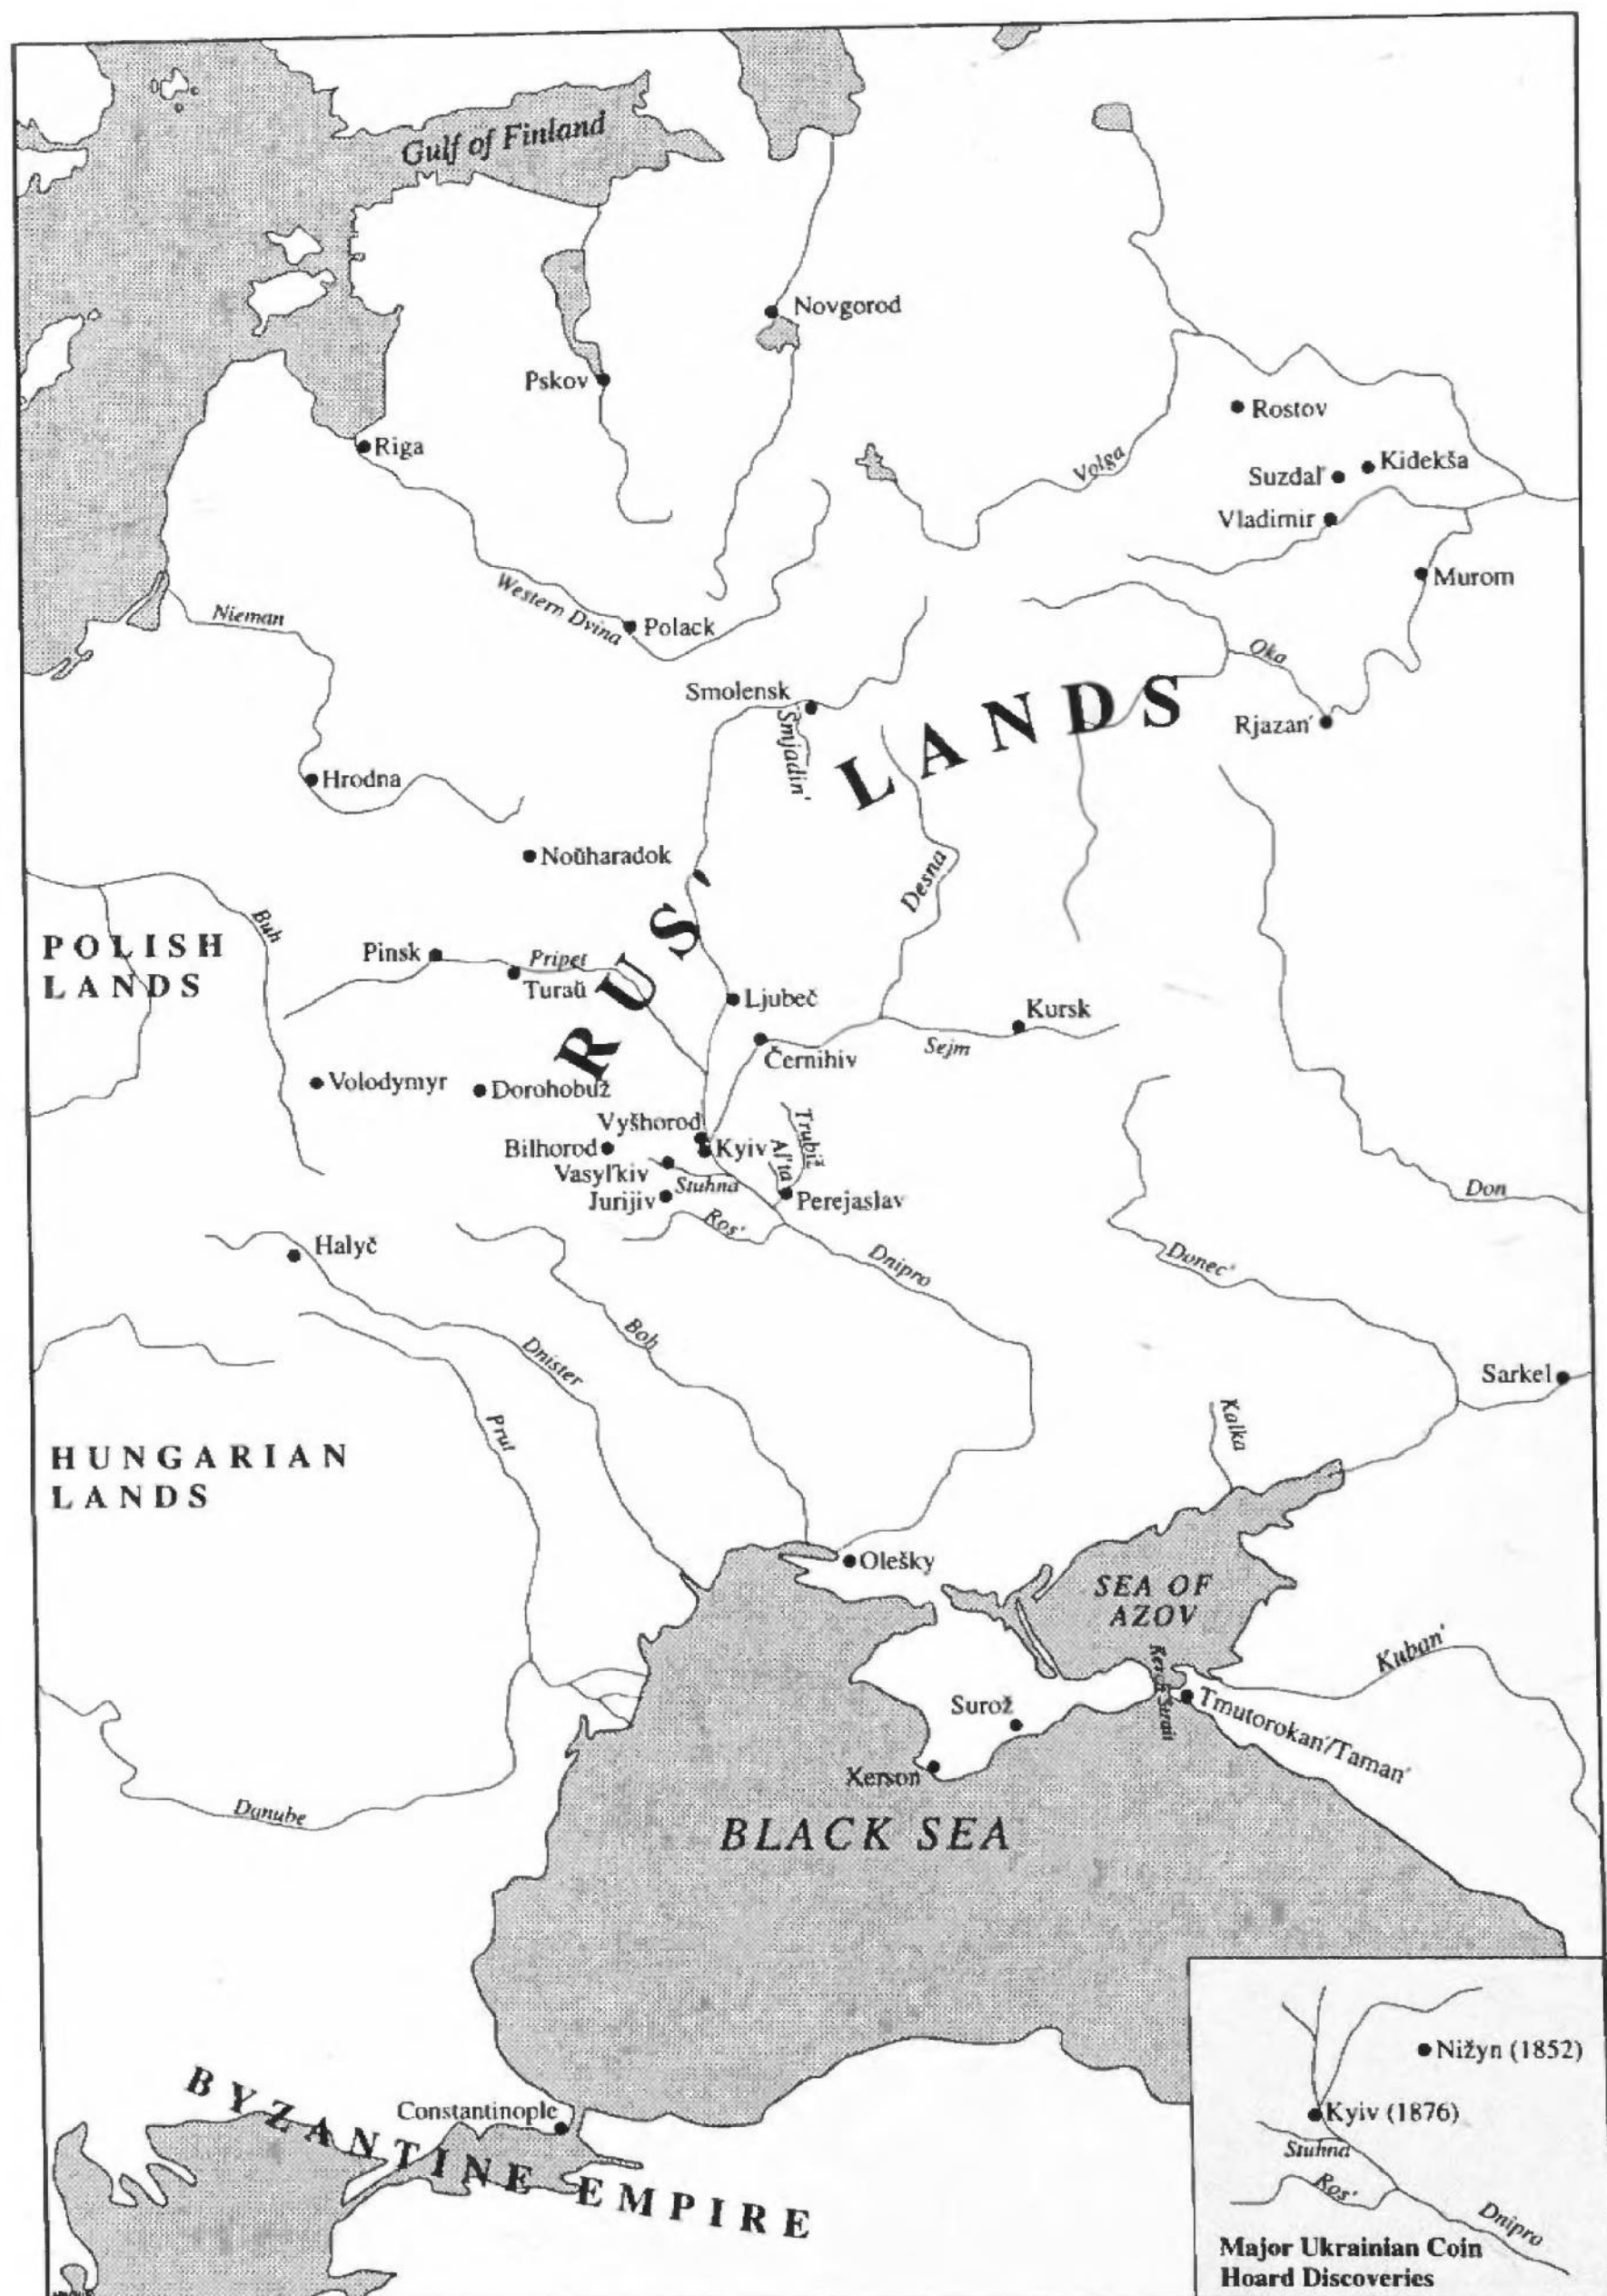 Gulf of Finland
Novgorod
Pskov
Rostov
Riga
Volga
Kidekša
Suzdal'
Vladimir
Murom
Nieman
Western Dvina
Polack
Oka
Smolensk
Smjadin'
LANDS
Rjazan'
Hrodna
Noŭharadok
Desna
Buh
RUS'
POLISH
LANDS
Pinsk
Pripet
Turaŭ
Ljubeč
Kursk
Sejm
Černihiv
Volodymyr
Dorohobuž
Vyšhorod
Trubiž
Bilhorod
Kyiv
Al'ta
Vasyl'kiv
Stuhna
Jurijiv
Perejaslav
Don
Ros'
Halyč
Dnipro
Donec'
Boh
Dnister
Sarkel
Prut
Kalka
HUNGARIAN
LANDS
Olešky
SEA OF
AZOV
Kuban'
Kerch Strait
Surož
Tmutorokan'/Taman'
Xerson
Danube
BLACK SEA
Nižyn (1852)
BYZANTINE EMPIRE
Constantinople
Kyiv (1876)
Stuhna
Ros'
Dnipro
Major Ukrainian Coin
Hoard Discoveries